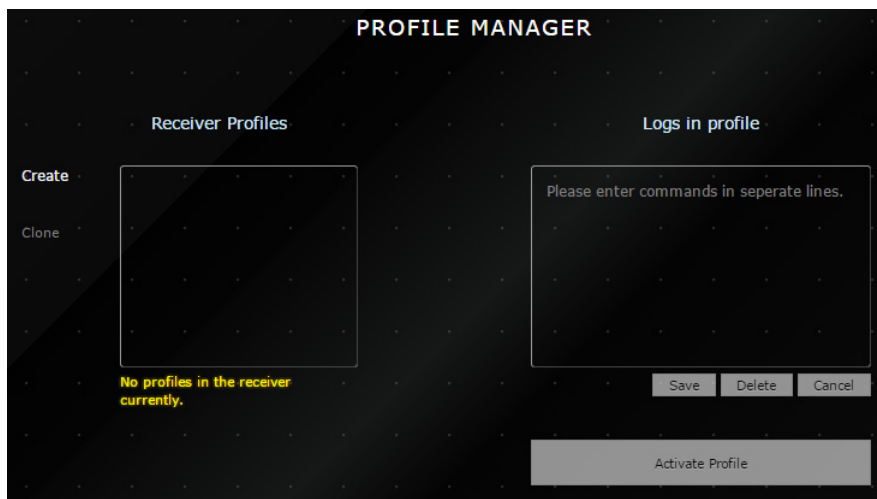 PROFILE MANAGER
Receiver Profiles
Logs in profile
Create
Please enter commands in seperate lines.
Clone
No profiles in the receiver
currently.
Save
Delete
Cancel
Activate Profile